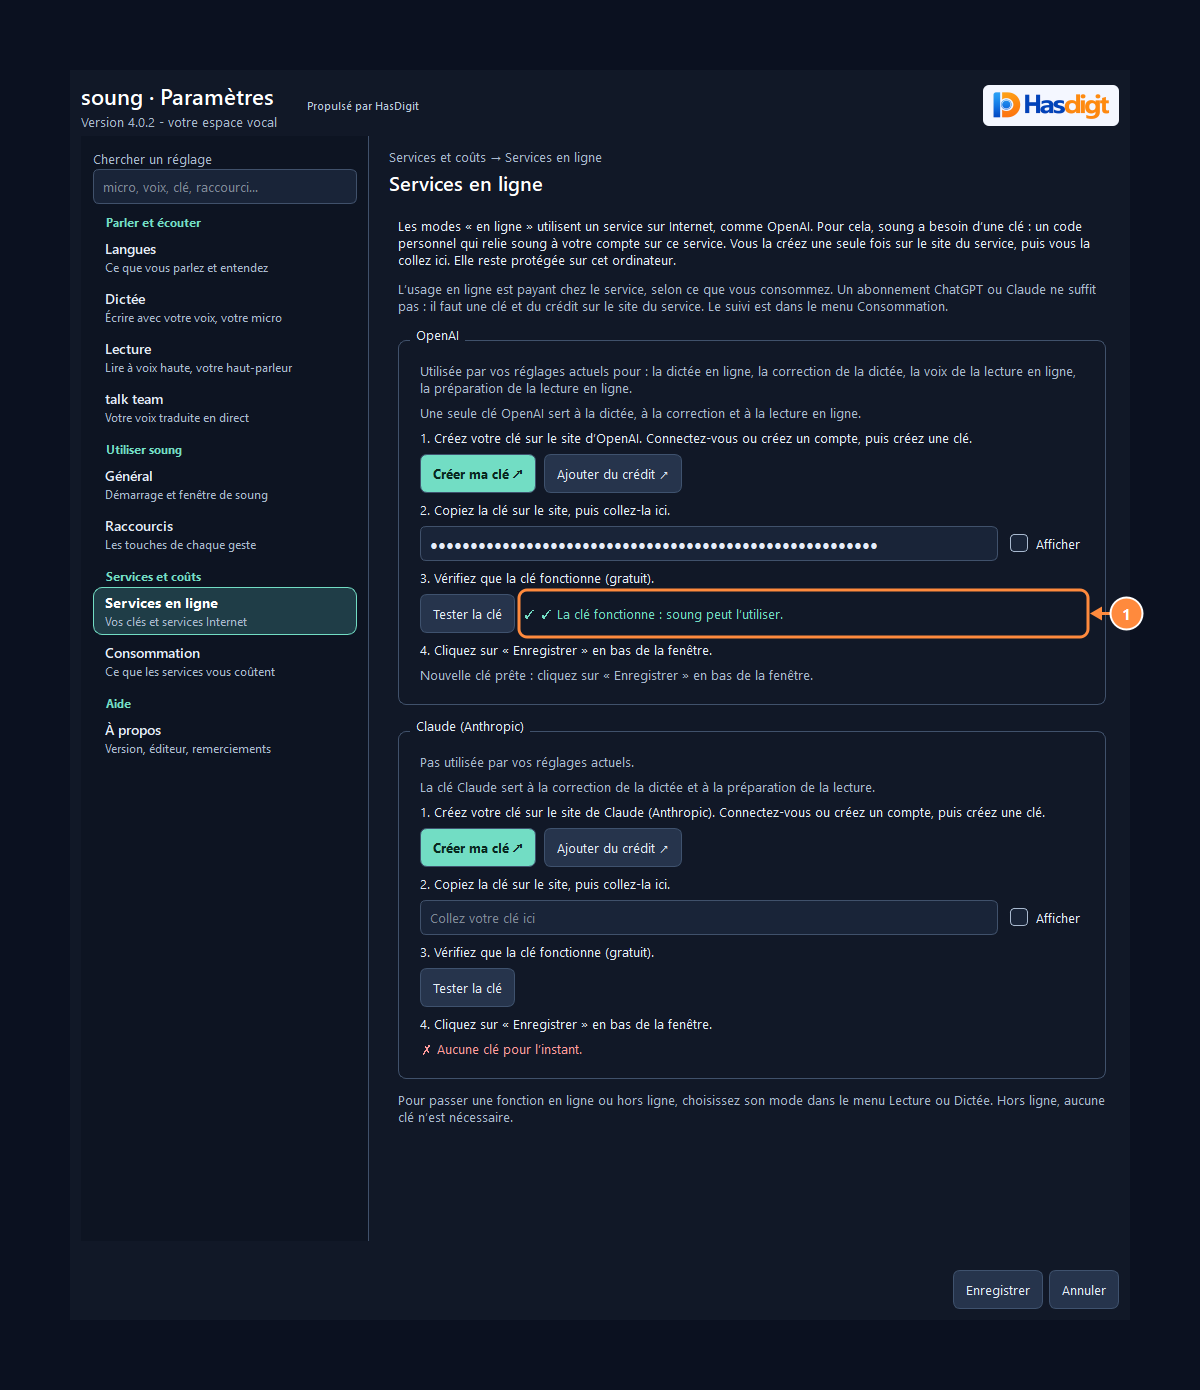 soung · Paramètres
Propulsé par HasDigit
Hasdigit
Version 4.0.2 - votre espace vocal
Chercher un réglage
micro, voix, clé, raccourci...
Parler et écouter
Langues
Ce que vous parlez et entendez
Dictée
Écrire avec votre voix, votre micro
Lecture
Lire à voix haute, votre haut-parleur
talk team
Votre voix traduite en direct
Utiliser soung
Général
Démarrage et fenêtre de soung
Raccourcis
Les touches de chaque geste
Services et coûts
Services en ligne
Vos clés et services Internet
Consommation
Ce que les services vous coûtent
Aide
À propos
Version, éditeur, remerciements
Services et coûts → Services en ligne
Services en ligne
Les modes « en ligne » utilisent un service sur Internet, comme OpenAI. Pour cela, soung a besoin d'une clé : un code
personnel qui relie soung à votre compte sur ce service. Vous la créez une seule fois sur le site du service, puis vous la
collez ici. Elle reste protégée sur cet ordinateur.
L'usage en ligne est payant chez le service, selon ce que vous consommez. Un abonnement ChatGPT ou Claude ne suffit
pas : il faut une clé et du crédit sur le site du service. Le suivi est dans le menu Consommation.
OpenAI
Utilisée par vos réglages actuels pour : la dictée en ligne, la correction de la dictée, la voix de la lecture en ligne,
la préparation de la lecture en ligne.
Une seule clé OpenAI sert à la dictée, à la correction et à la lecture en ligne.
1. Créez votre clé sur le site d'OpenAI. Connectez-vous ou créez un compte, puis créez une clé.
Créer ma clé ↗ Ajouter du crédit ↗
2. Copiez la clé sur le site, puis collez-la ici.
●●●●●●●●●●●●●●●●●●●●●●●●●●●●●●●●●●●●●●●●●●●●●●●●●●●●●●●● Afficher
3. Vérifiez que la clé fonctionne (gratuit).
Tester la clé ✓ ✓ La clé fonctionne : soung peut l'utiliser. 1
4. Cliquez sur « Enregistrer » en bas de la fenêtre.
Nouvelle clé prête : cliquez sur « Enregistrer » en bas de la fenêtre.
Claude (Anthropic)
Pas utilisée par vos réglages actuels.
La clé Claude sert à la correction de la dictée et à la préparation de la lecture.
1. Créez votre clé sur le site de Claude (Anthropic). Connectez-vous ou créez un compte, puis créez une clé.
Créer ma clé ↗ Ajouter du crédit ↗
2. Copiez la clé sur le site, puis collez-la ici.
Collez votre clé ici Afficher
3. Vérifiez que la clé fonctionne (gratuit).
Tester la clé
4. Cliquez sur « Enregistrer » en bas de la fenêtre.
✗ Aucune clé pour l'instant.
Pour passer une fonction en ligne ou hors ligne, choisissez son mode dans le menu Lecture ou Dictée. Hors ligne, aucune
clé n'est nécessaire.
Enregistrer Annuler